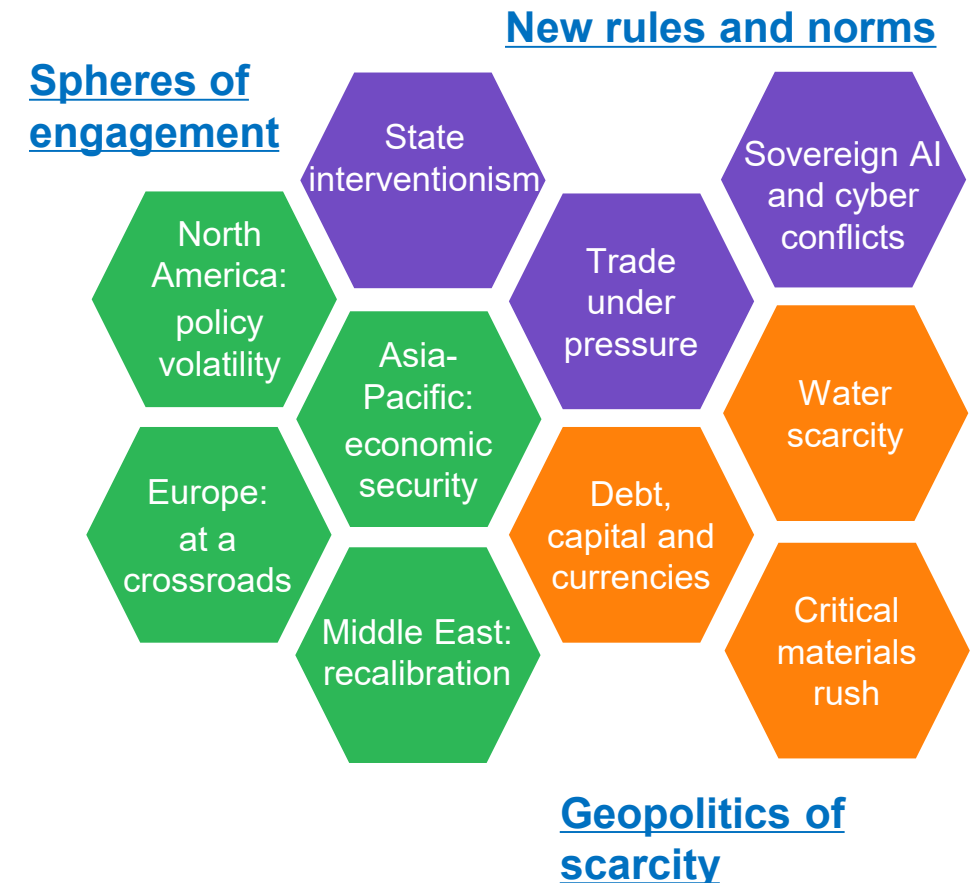 New rules and norms
Spheres of
engagement
State
interventionism
Sovereign AI
and cyber
conflicts
North
America:
policy
volatility
Trade
under
pressure
Asia-
Pacific:
economic
security
Water
scarcity
Europe:
at a
crossroads
Debt,
capital and
currencies
Middle East:
recalibration
Critical
materials
rush
Geopolitics of
scarcity